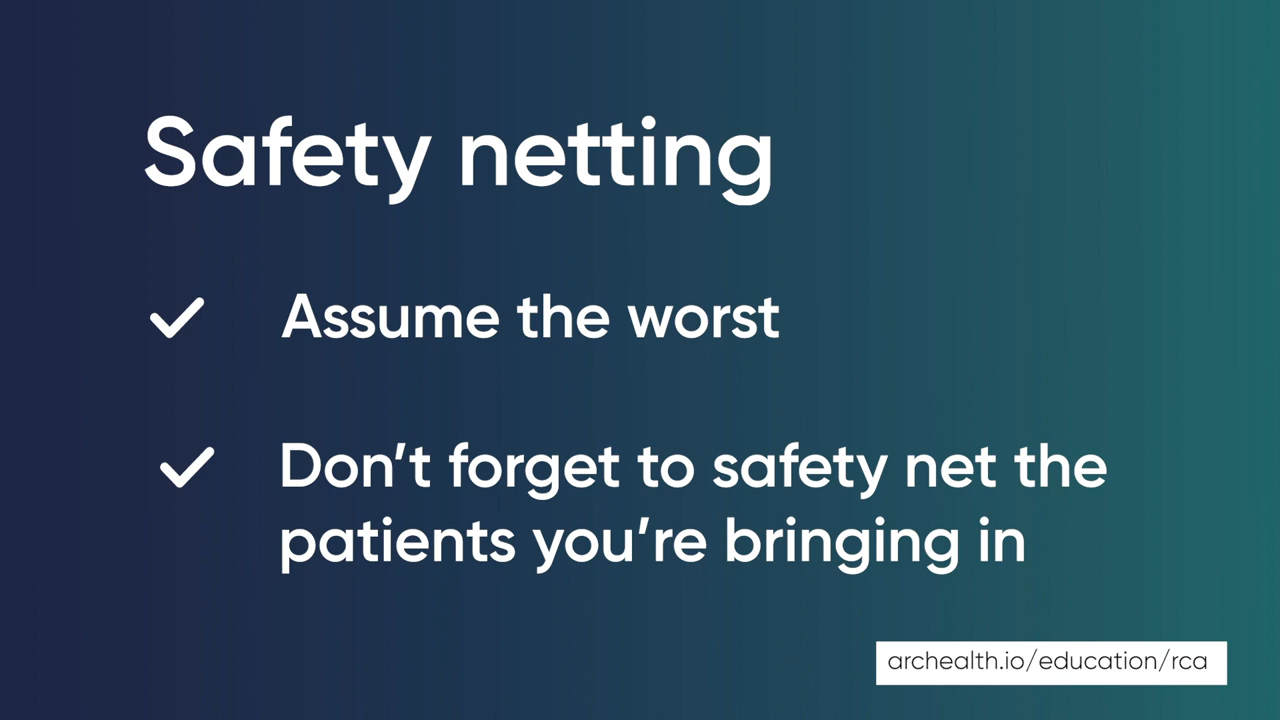 Safety netting
Assume the worst
Don’t forget to safety net the
patients you’re bringing in
archealth.io/education/rca